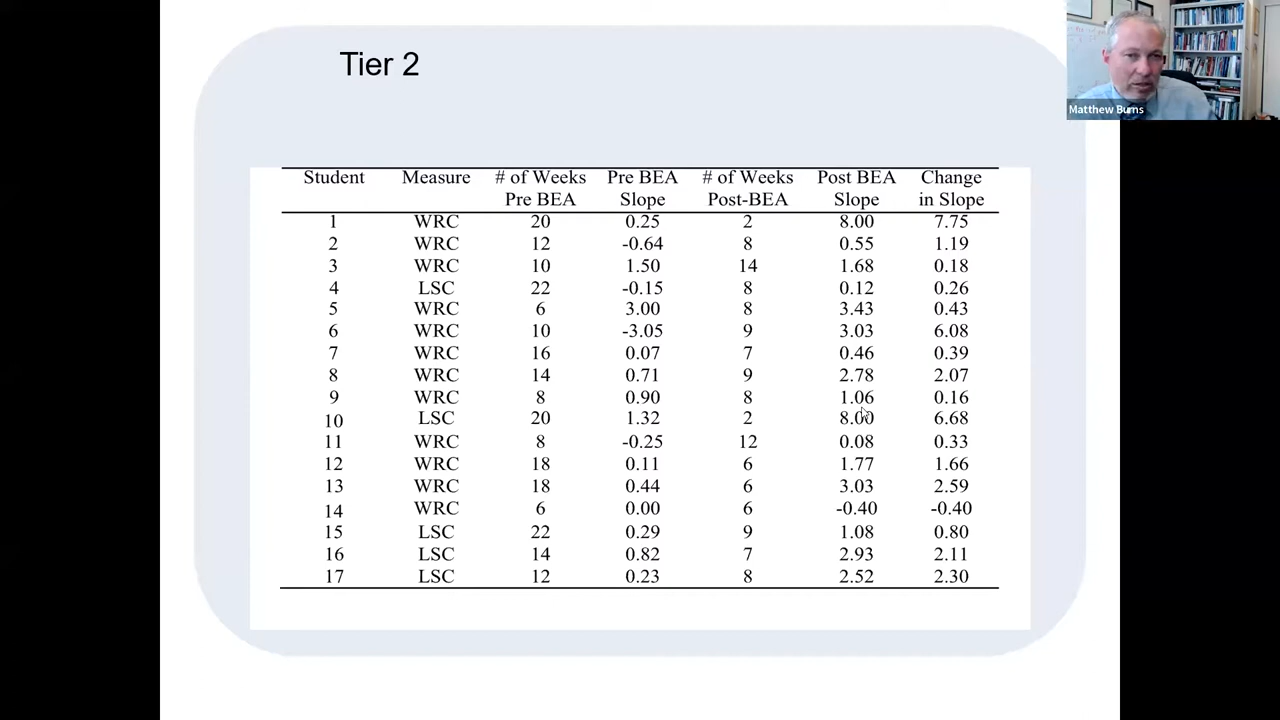 Tier 2
Matthew Burns
Student Measure # of Weeks Pre BEA # of Weeks Post BEA Change
Pre BEA Slope Post-BEA Slope in Slope
1 WRC 20 0.25 2 8.00 7.75
2 WRC 12 -0.64 8 0.55 1.19
3 WRC 10 1.50 14 1.68 0.18
4 LSC 22 -0.15 8 0.12 0.26
5 WRC 6 3.00 8 3.43 0.43
6 WRC 10 -3.05 9 3.03 6.08
7 WRC 16 0.07 7 0.46 0.39
8 WRC 14 0.71 9 2.78 2.07
9 WRC 8 0.90 8 1.06 0.16
10 LSC 20 1.32 2 8.00 6.68
11 WRC 8 -0.25 12 0.08 0.33
12 WRC 18 0.11 6 1.77 1.66
13 WRC 18 0.44 6 3.03 2.59
14 WRC 6 0.00 6 -0.40 -0.40
15 LSC 22 0.29 9 1.08 0.80
16 LSC 14 0.82 7 2.93 2.11
17 LSC 12 0.23 8 2.52 2.30